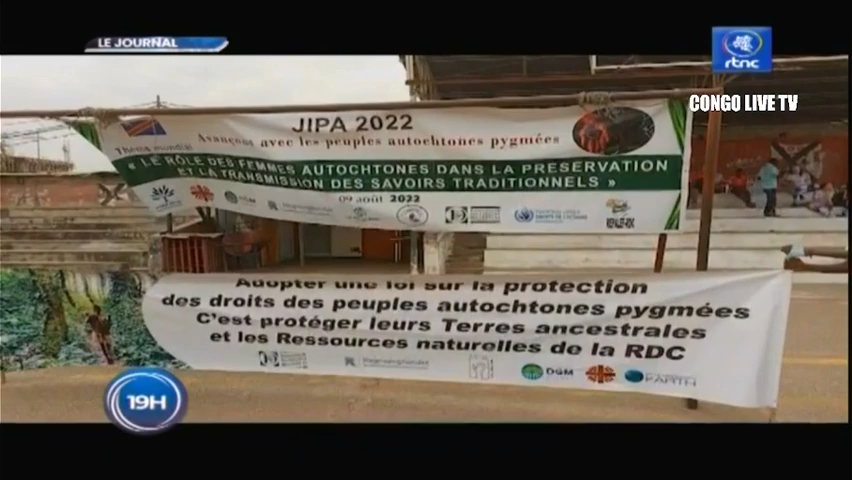 LE JOURNAL
rtnc
CONGO LIVE TV
JIPA 2022
Avançons avec les peuples autochtones pygmées
Thème mondial
« LE RÔLE DES FEMMES AUTOCHTONES DANS LA PRESERVATION
ET LA TRANSMISSION DES SAVOIRS TRADITIONNELS »
09 août 2022
DGM
Adopter une loi sur la protection
des droits des peuples autochtones pygmées
C'est protéger leurs Terres ancestrales
et les Ressources naturelles de la RDC
DGM
EARTH
19H